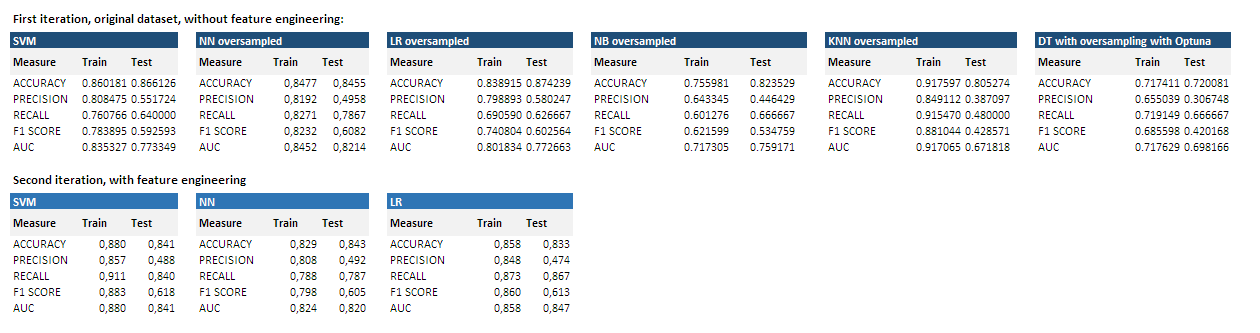 First iteration, original dataset, without feature engineering:
SVM NN oversampled LR oversampled NB oversampled KNN oversampled DT with oversampling with Optuna
Measure Train Test Measure Train Test Measure Train Test Measure Train Test Measure Train Test Measure Train Test
ACCURACY 0.860181 0.866126 ACCURACY 0,8477 0,8455 ACCURACY 0.838915 0.874239 ACCURACY 0.755981 0.823529 ACCURACY 0.917597 0.805274 ACCURACY 0.717411 0.720081
PRECISION 0.808475 0.551724 PRECISION 0,8192 0,4958 PRECISION 0.798893 0.580247 PRECISION 0.643345 0.446429 PRECISION 0.849112 0.387097 PRECISION 0.655039 0.306748
RECALL 0.760766 0.640000 RECALL 0,8271 0,7867 RECALL 0.690590 0.626667 RECALL 0.601276 0.666667 RECALL 0.915470 0.480000 RECALL 0.719149 0.666667
F1 SCORE 0.783895 0.592593 F1 SCORE 0,8232 0,6082 F1 SCORE 0.740804 0.602564 F1 SCORE 0.621599 0.534759 F1 SCORE 0.881044 0.428571 F1 SCORE 0.685598 0.420168
AUC 0.835327 0.773349 AUC 0,8452 0,8214 AUC 0.801834 0.772663 AUC 0.717305 0.759171 AUC 0.917065 0.671818 AUC 0.717629 0.698166
Second iteration, with feature engineering
SVM NN LR
Measure Train Test Measure Train Test Measure Train Test
ACCURACY 0,880 0,841 ACCURACY 0,829 0,843 ACCURACY 0,858 0,833
PRECISION 0,857 0,488 PRECISION 0,808 0,492 PRECISION 0,848 0,474
RECALL 0,911 0,840 RECALL 0,788 0,787 RECALL 0,873 0,867
F1 SCORE 0,883 0,618 F1 SCORE 0,798 0,605 F1 SCORE 0,860 0,613
AUC 0,880 0,841 AUC 0,824 0,820 AUC 0,858 0,847